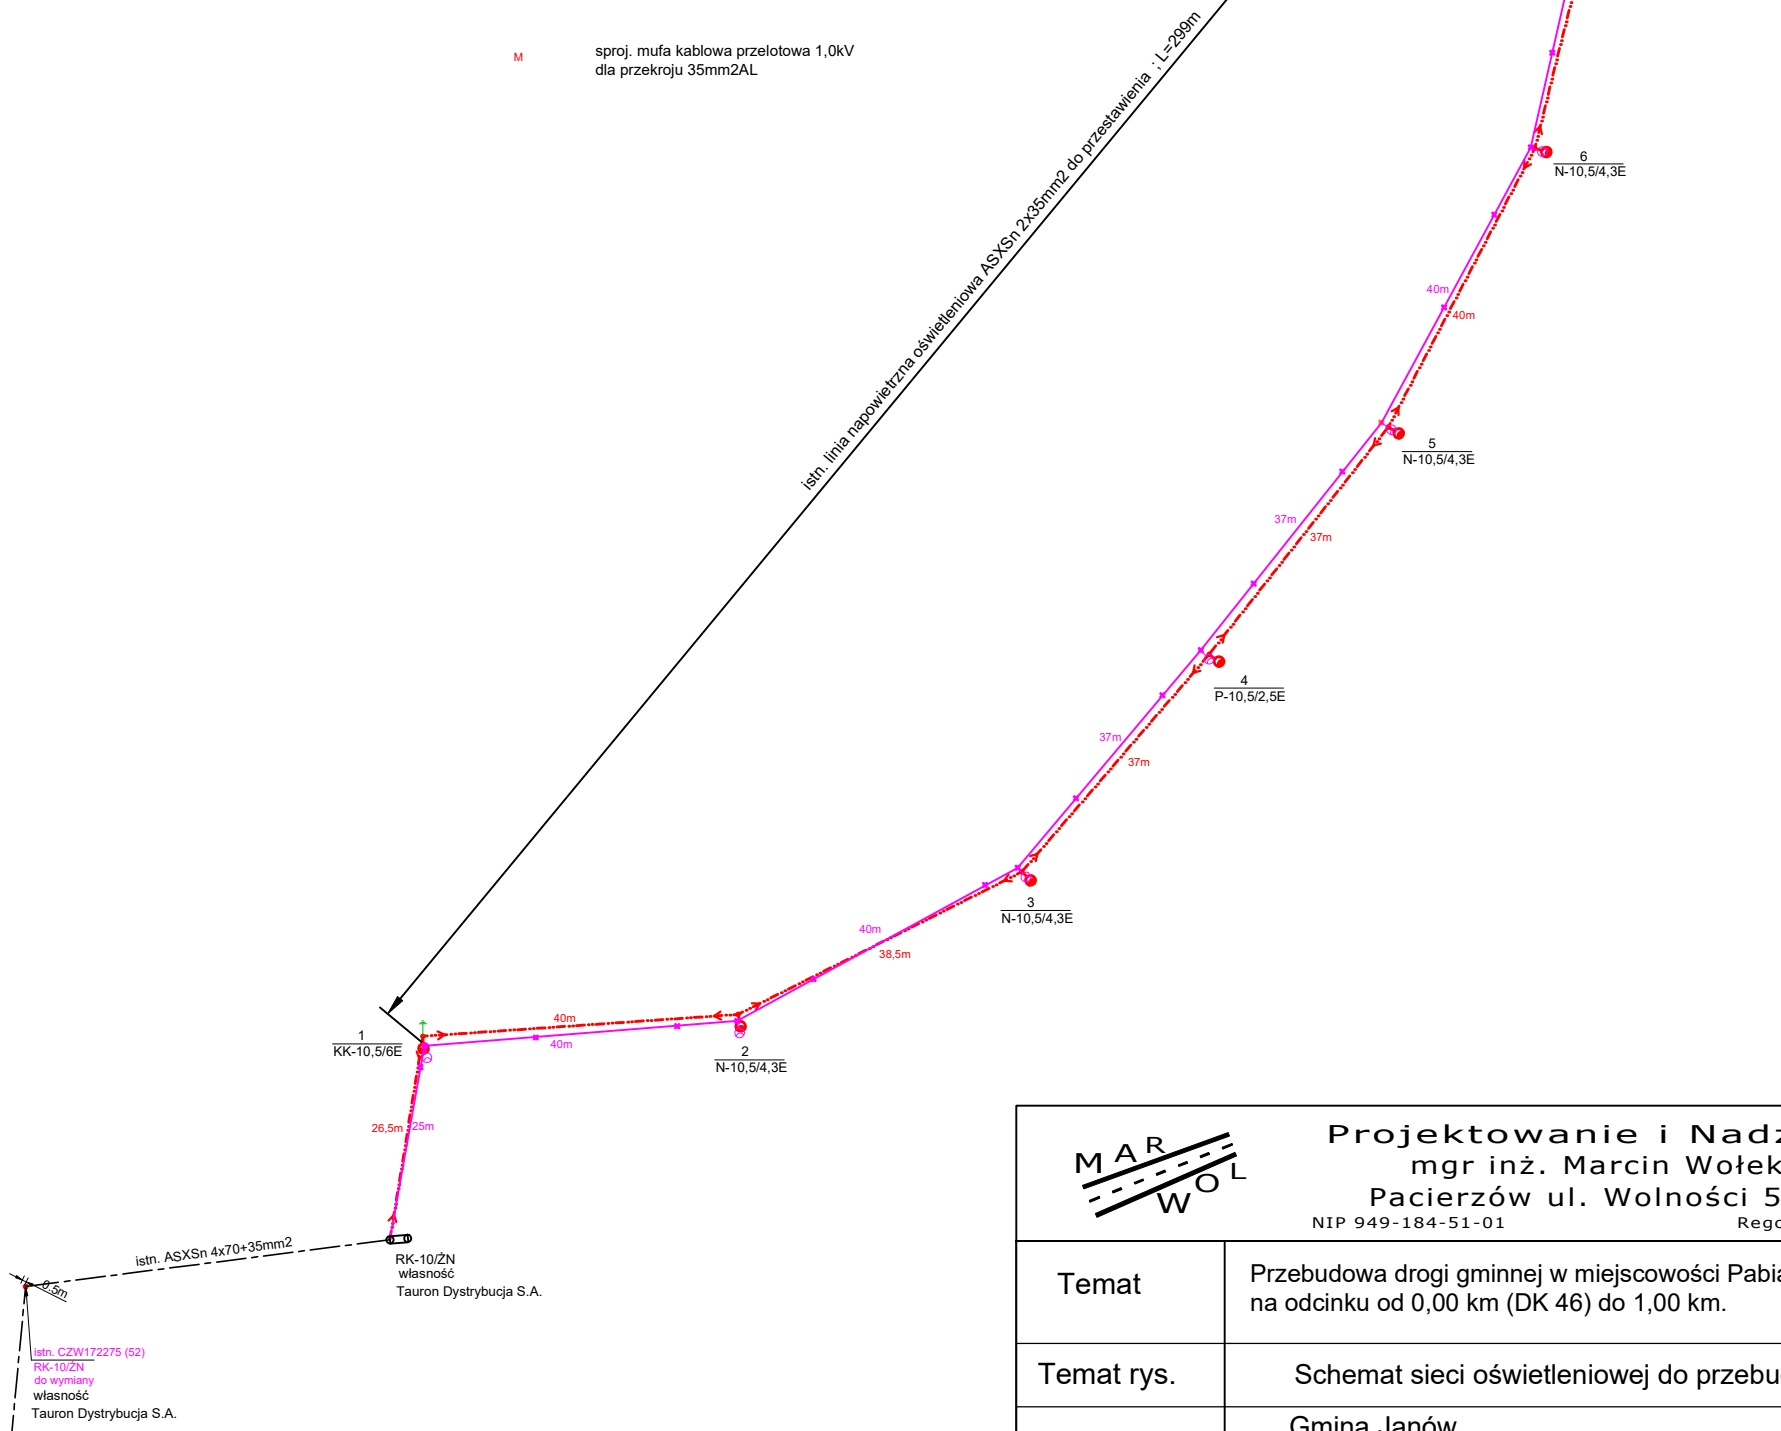 M
sproj. mufa kablowa przelotowa 1,0kV
dla przekroju 35mm2AL
istn. linia napowietrzna oświetleniowa ASXSn 2x35mm2 do przestawienia ; L=299m
6
N-10,5/4,3E
40m
40m
5
N-10,5/4,3E
37m
37m
4
P-10,5/2,5E
37m
37m
3
N-10,5/4,3E
40m
38,5m
40m
40m
1
KK-10,5/6E
2
N-10,5/4,3E
26,5m
25m
istn. ASXSn 4x70+35mm2
RK-10/ŻN
własność
Tauron Dystrybucja S.A.
0.5m
istn. CZW172275 (52)
RK-10/ŻN
do wymiany
własność
Tauron Dystrybucja S.A.
MAR
WOL
Projektowanie i Nadz
mgr inż. Marcin Wołek
Pacierzów ul. Wolności 5
NIP 949-184-51-01 Rego
Temat
Przebudowa drogi gminnej w miejscowości Pabia
na odcinku od 0,00 km (DK 46) do 1,00 km.
Temat rys.
Schemat sieci oświetleniowej do przebu
Gmina Janów